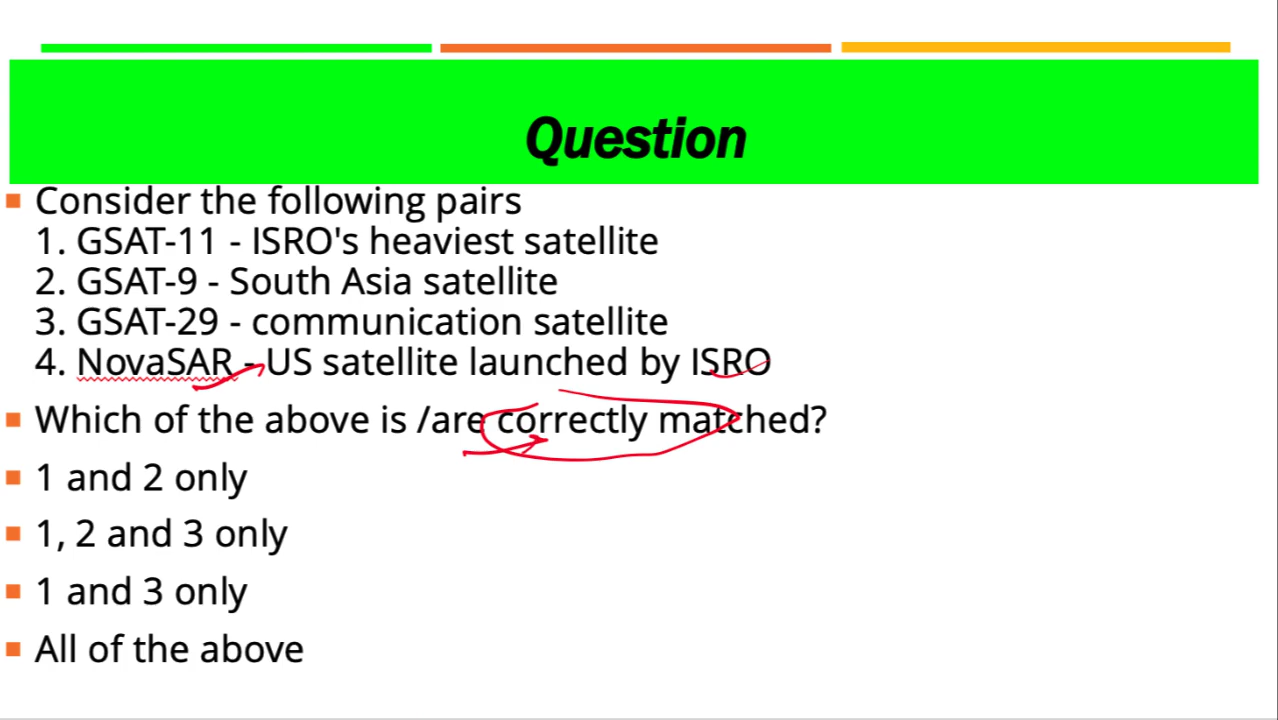 Question
Consider the following pairs
1. GSAT-11 - ISRO's heaviest satellite
2. GSAT-9 - South Asia satellite
3. GSAT-29 - communication satellite
4. NovaSAR - US satellite launched by ISRO
Which of the above is /are correctly matched?
1 and 2 only
1, 2 and 3 only
1 and 3 only
All of the above